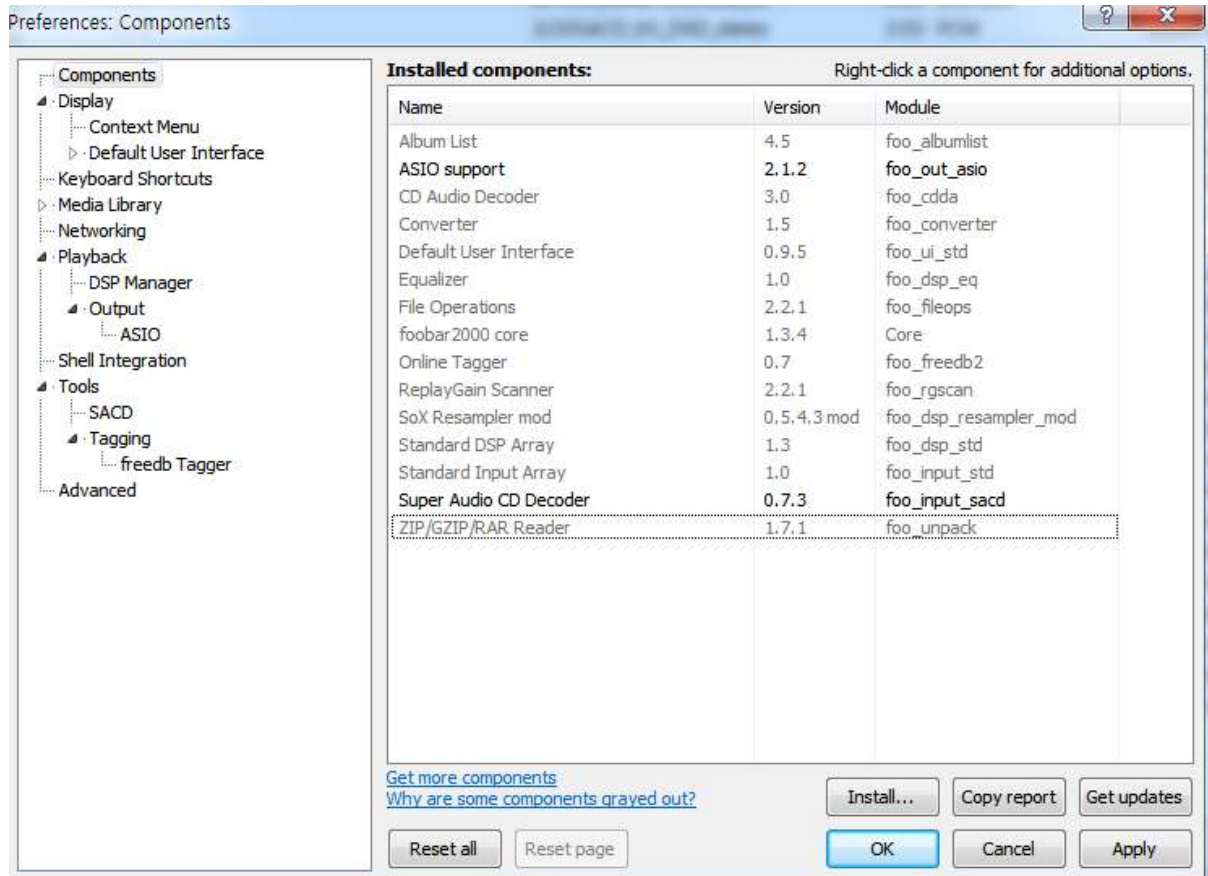 Preferences: Components
?
X
Components
Display
Context Menu
Default User Interface
Keyboard Shortcuts
Media Library
Networking
Playback
DSP Manager
Output
ASIO
Shell Integration
Tools
SACD
Tagging
freedb Tagger
Advanced
Installed components: Right-click a component for additional options.
Name Version Module
Album List 4.5 foo_albumlist
ASIO support 2.1.2 foo_out_asio
CD Audio Decoder 3.0 foo_cdda
Converter 1.5 foo_converter
Default User Interface 0.9.5 foo_ui_std
Equalizer 1.0 foo_dsp_eq
File Operations 2.2.1 foo_fileops
foobar2000 core 1.3.4 Core
Online Tagger 0.7 foo_freedb2
ReplayGain Scanner 2.2.1 foo_rgscan
SoX Resampler mod 0.5.4.3 mod foo_dsp_resampler_mod
Standard DSP Array 1.3 foo_dsp_std
Standard Input Array 1.0 foo_input_std
Super Audio CD Decoder 0.7.3 foo_input_sacd
ZIP/GZIP/RAR Reader 1.7.1 foo_unpack
Get more components
Why are some components grayed out?
Install... Copy report Get updates
Reset all Reset page OK Cancel Apply